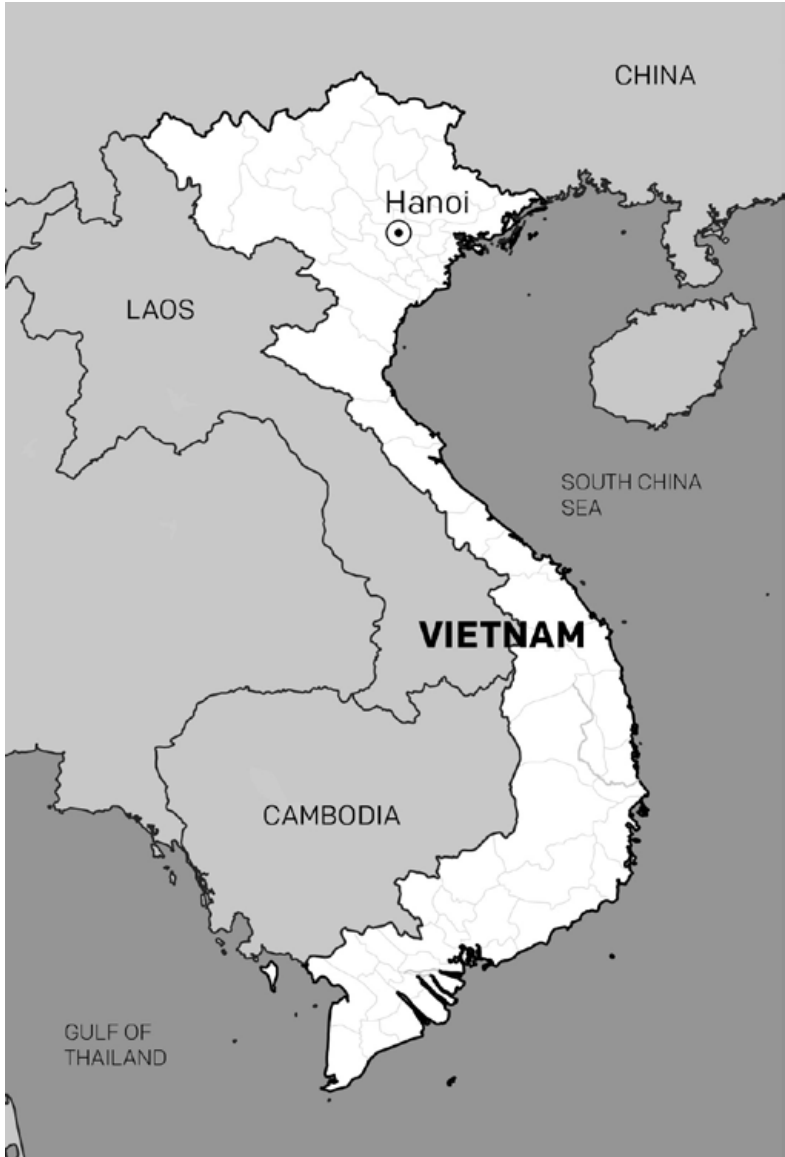 CHINA
Hanoi
LAOS
SOUTH CHINA
SEA
VIETNAM
CAMBODIA
GULF OF
THAILAND